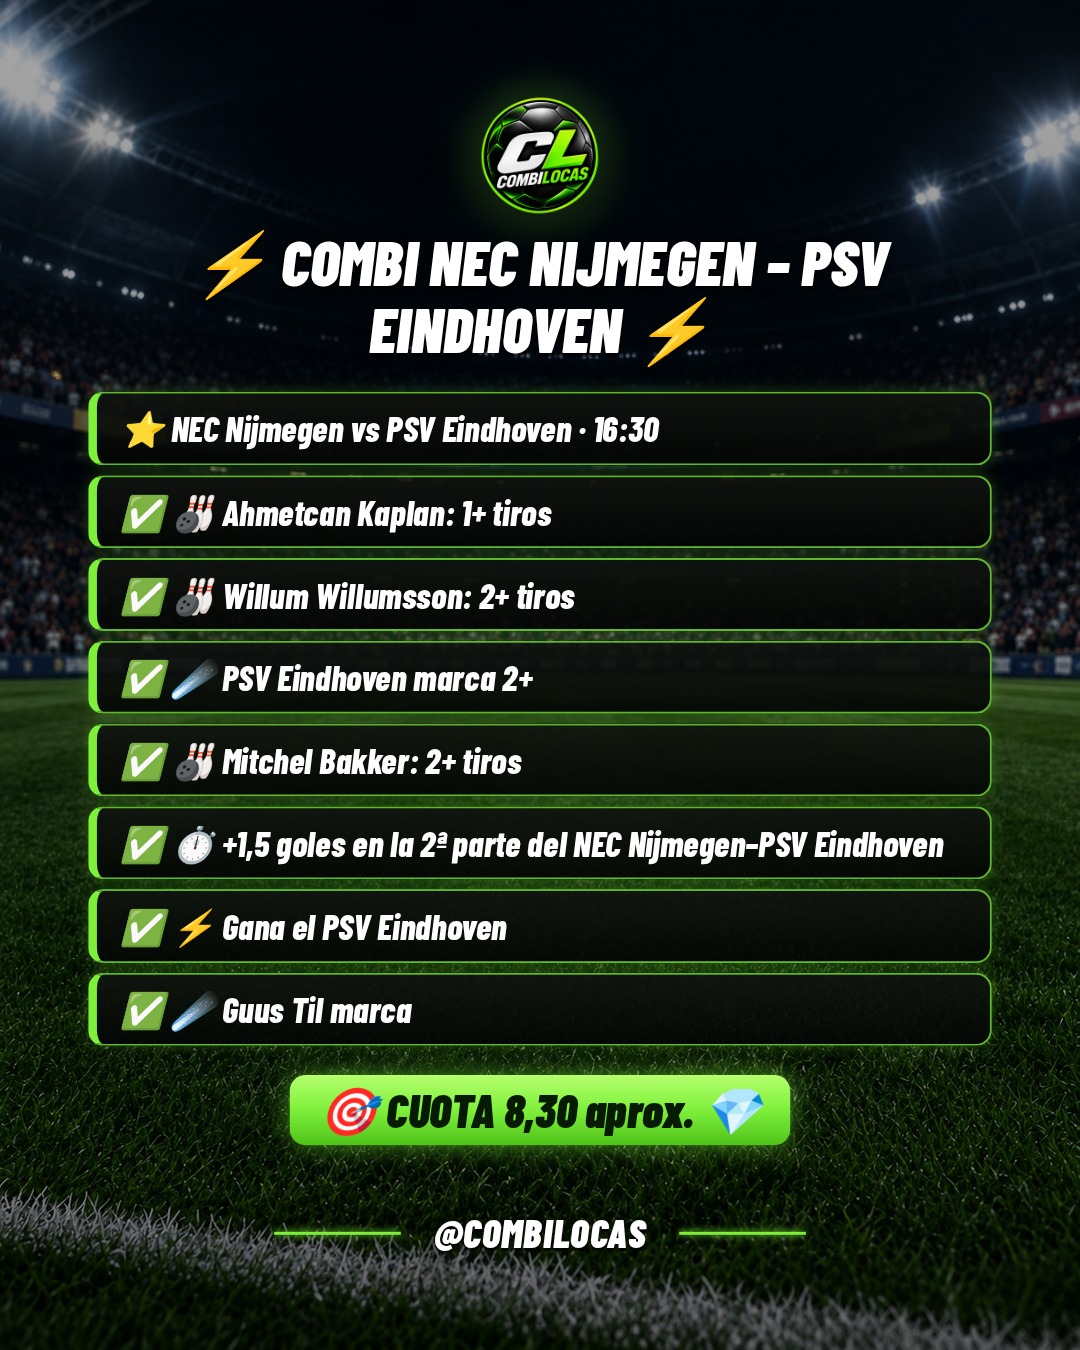 CL
COMBILOCAS
⚡ COMBI NEC NIJMEGEN - PSV
EINDHOVEN ⚡
⭐ NEC Nijmegen vs PSV Eindhoven · 16:30
✅ 🎳 Ahmetcan Kaplan: 1+ tiros
✅ 🎳 Willum Willumsson: 2+ tiros
✅ ☄️ PSV Eindhoven marca 2+
✅ 🎳 Mitchel Bakker: 2+ tiros
✅ ⏱️ +1,5 goles en la 2ª parte del NEC Nijmegen-PSV Eindhoven
✅ ⚡ Gana el PSV Eindhoven
✅ ☄️ Guus Til marca
🎯 CUOTA 8,30 aprox. 💎
@COMBILOCAS